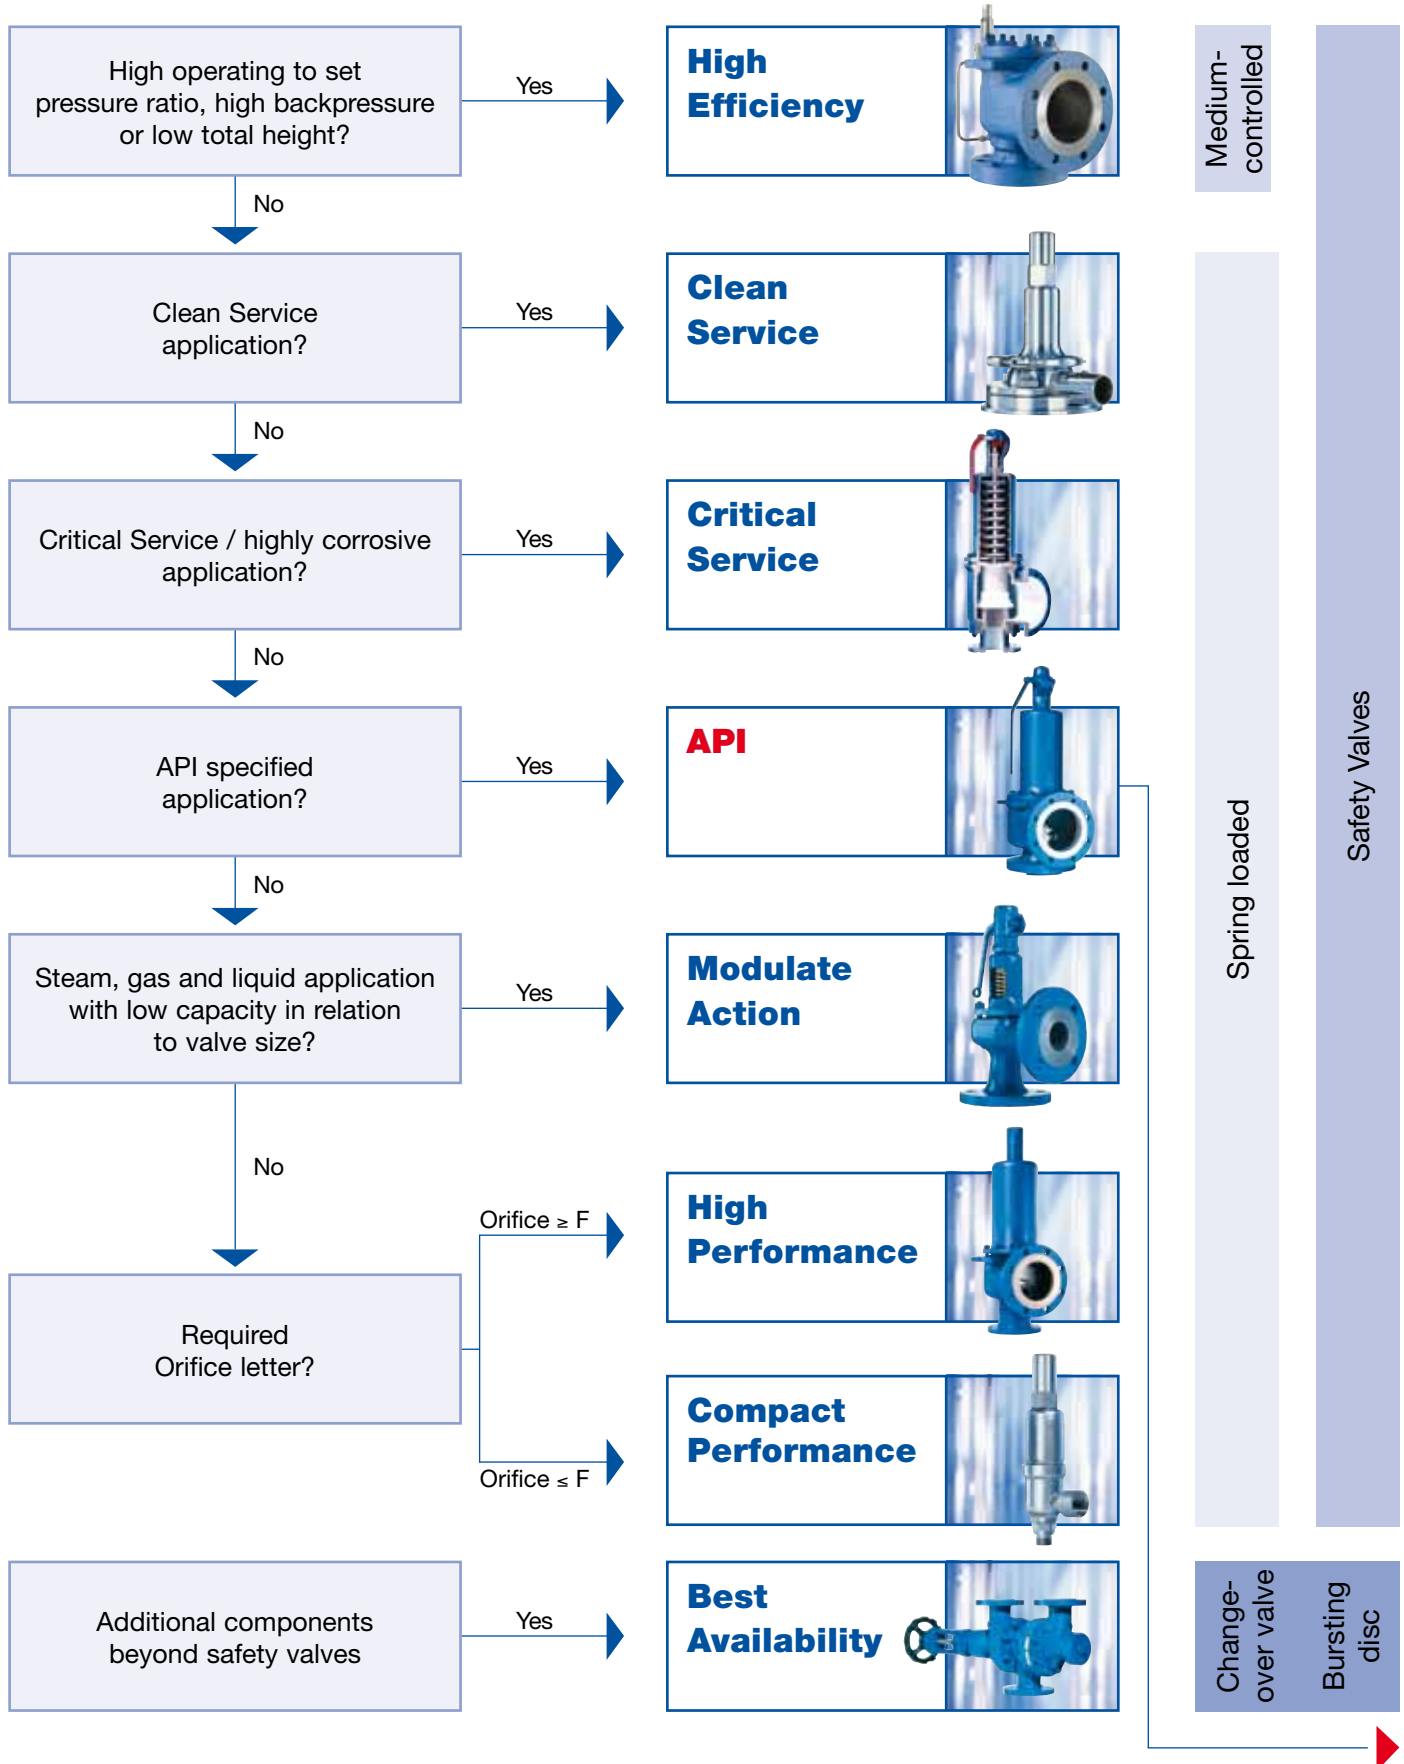 High operating to set
pressure ratio, high backpressure
or low total height?
Yes
High
Efficiency
Medium-
controlled
No
Clean Service
application?
Yes
Clean
Service
No
Critical Service / highly corrosive
application?
Yes
Critical
Service
No
API specified
application?
Yes
API
No
Steam, gas and liquid application
with low capacity in relation
to valve size?
Yes
Modulate
Action
No
Required
Orifice letter?
Orifice ≥ F
High
Performance
Orifice ≤ F
Compact
Performance
Spring loaded
Safety Valves
Additional components
beyond safety valves
Yes
Best
Availability
Change-
over valve
Bursting
disc